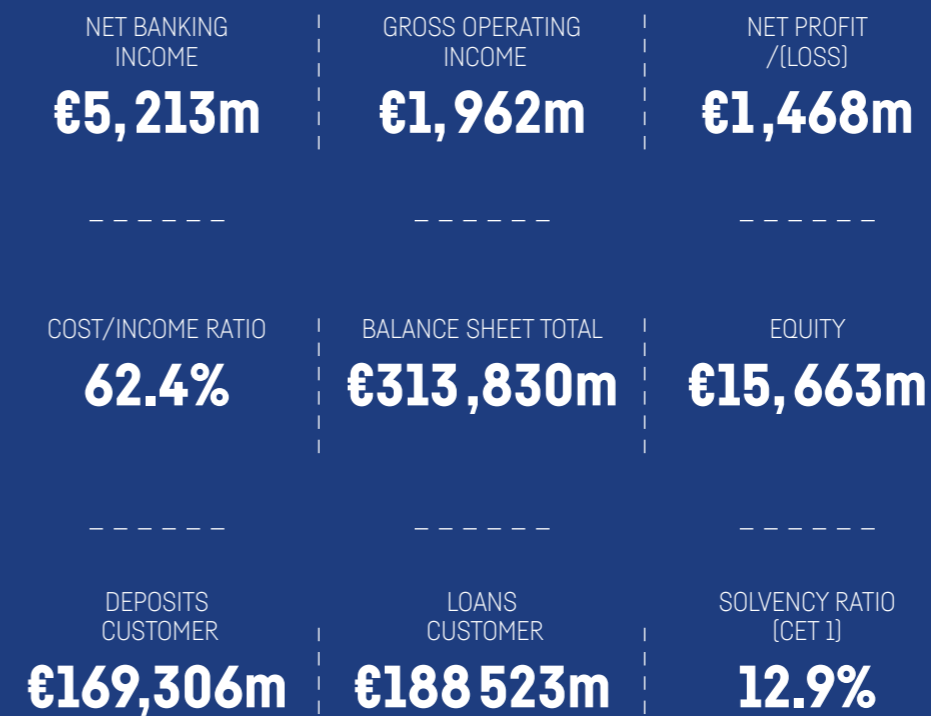 NET BANKING
INCOME
€5,213m
GROSS OPERATING
INCOME
€1,962m
NET PROFIT
/(LOSS)
€1,468m
COST/INCOME RATIO
62.4%
BALANCE SHEET TOTAL
€313,830m
EQUITY
€15,663m
DEPOSITS
CUSTOMER
€169,306m
LOANS
CUSTOMER
€188 523m
SOLVENCY RATIO
(CET 1)
12.9%